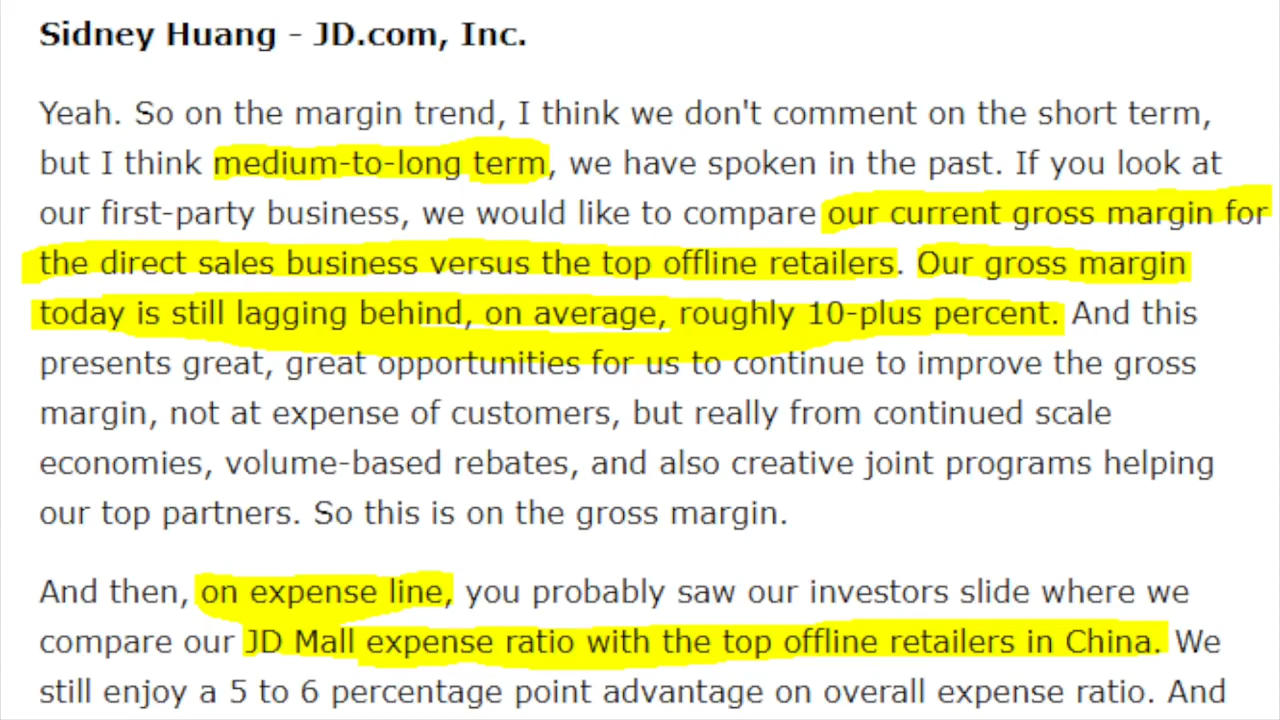 Sidney Huang - JD.com, Inc.
Yeah. So on the margin trend, I think we don't comment on the short term,
but I think medium-to-long term, we have spoken in the past. If you look at
our first-party business, we would like to compare our current gross margin for
the direct sales business versus the top offline retailers. Our gross margin
today is still lagging behind, on average, roughly 10-plus percent. And this
presents great, great opportunities for us to continue to improve the gross
margin, not at expense of customers, but really from continued scale
economies, volume-based rebates, and also creative joint programs helping
our top partners. So this is on the gross margin.
And then, on expense line, you probably saw our investors slide where we
compare our JD Mall expense ratio with the top offline retailers in China. We
still enjoy a 5 to 6 percentage point advantage on overall expense ratio. And